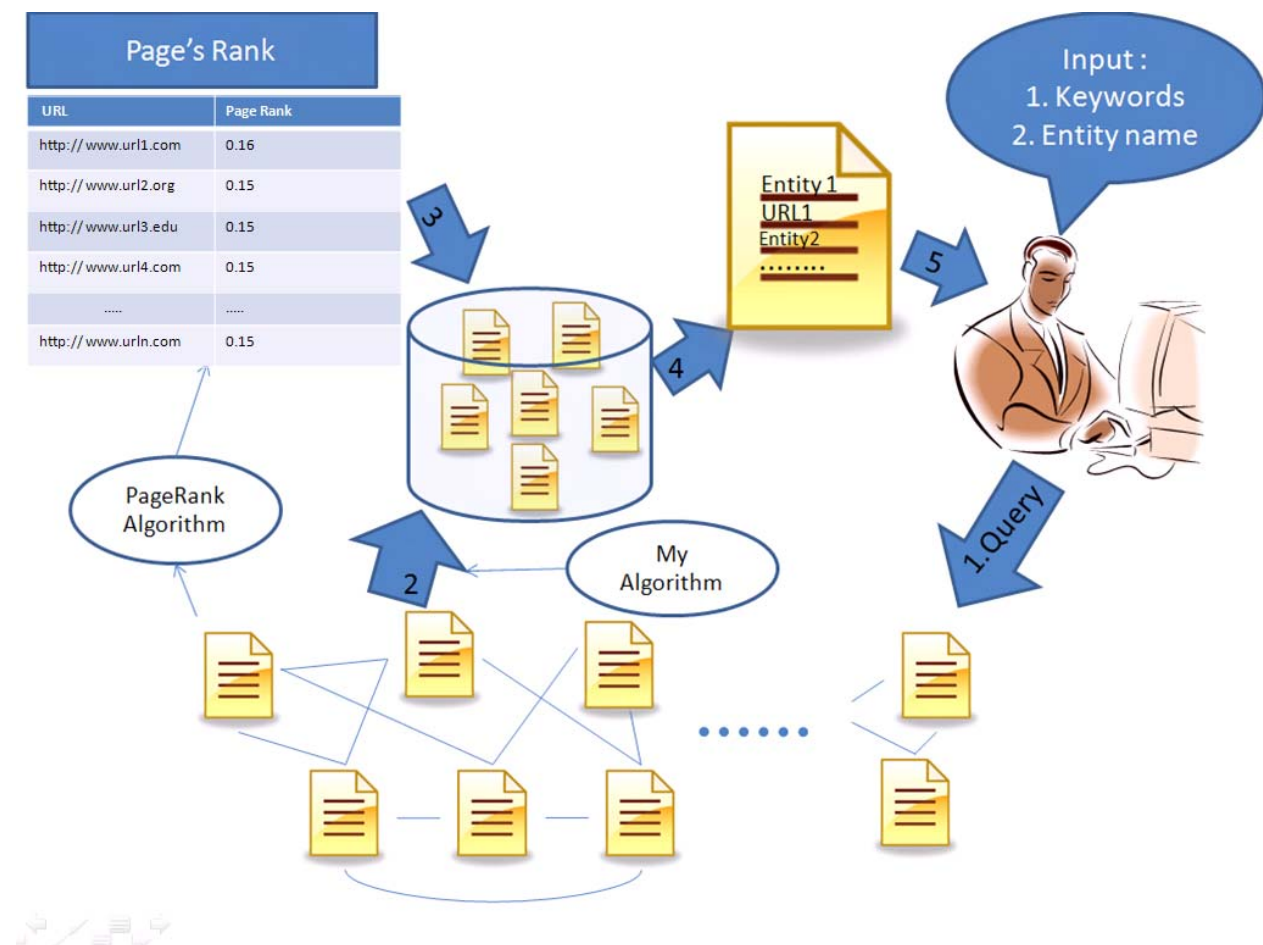 Page's Rank
URL Page Rank
http://www.url1.com 0.16
http://www.url2.org 0.15
http://www.url3.edu 0.15
http://www.url4.com 0.15
..... .....
http://www.urln.com 0.15
Input :
1. Keywords
2. Entity name
3
Entity 1
URL1
Entity2
........
5
4
PageRank
Algorithm
1.Query
2
My
Algorithm
......